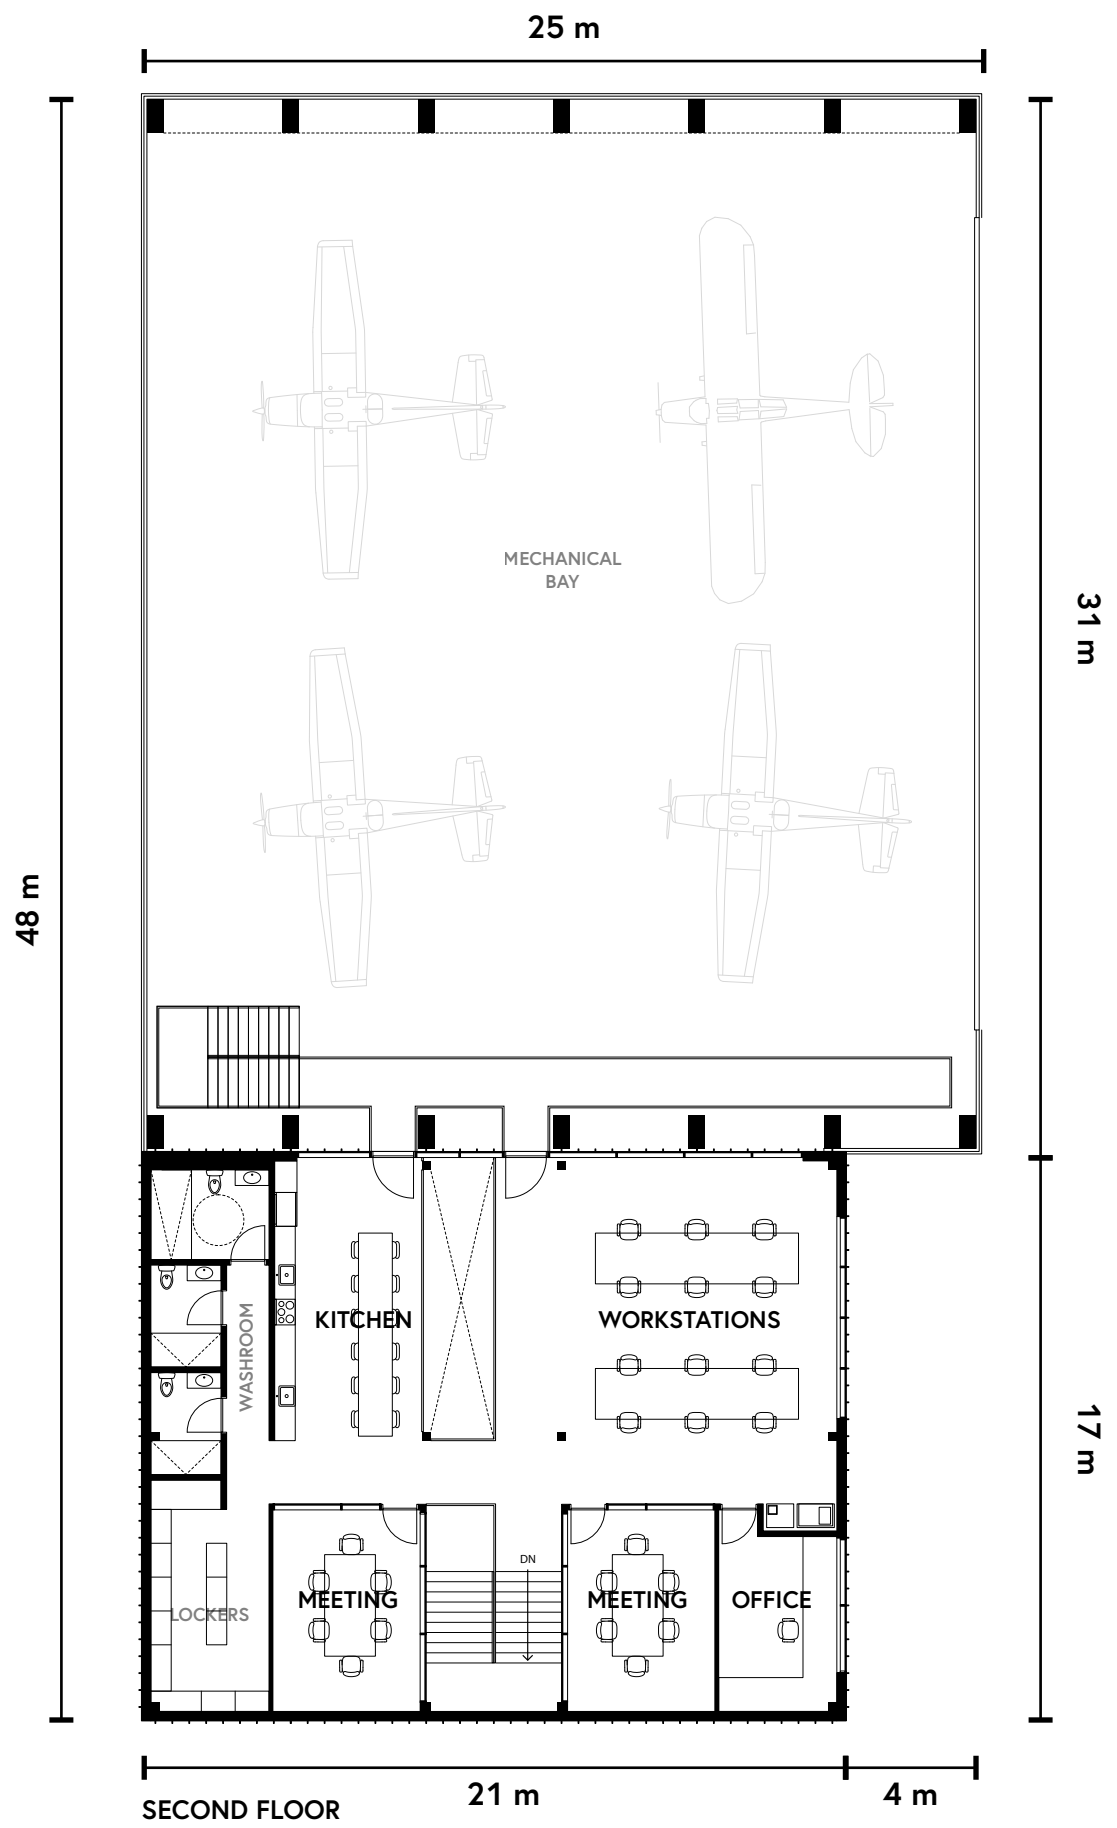 25 m
MECHANICAL
BAY
31 m
48 m
WASHROOM
KITCHEN
WORKSTATIONS
17 m
DN
LOCKERS
MEETING
MEETING
OFFICE
21 m
4 m
SECOND FLOOR